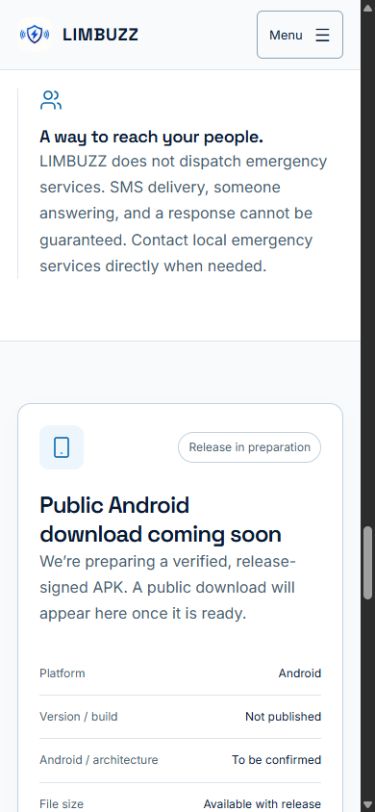 LIMBUZZ
Menu
A way to reach your people.
LIMBUZZ does not dispatch emergency
services. SMS delivery, someone
answering, and a response cannot be
guaranteed. Contact local emergency
services directly when needed.
Release in preparation
Public Android
download coming soon
We're preparing a verified, release-
signed APK. A public download will
appear here once it is ready.
Platform Android
Version / build Not published
Android / architecture To be confirmed
File size Available with release